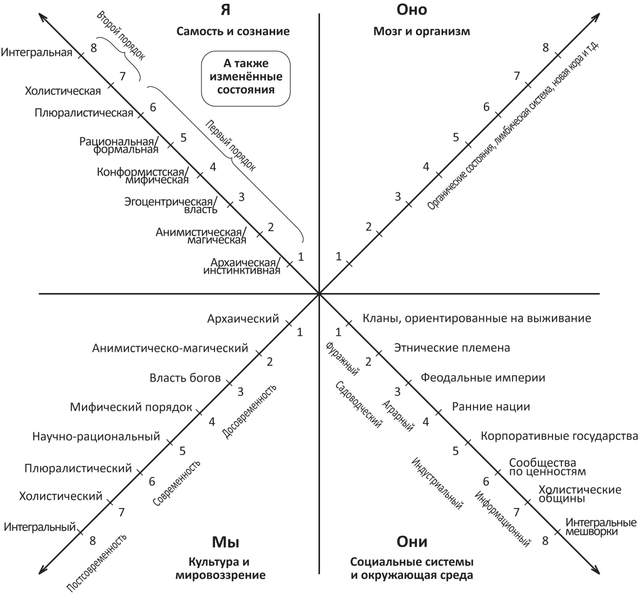 Я
Самость и сознание
А также
изменённые
состояния
Второй порядок
Первый порядок
Интегральная
8
Холистическая
7
Плюралистическая
6
Рациональная/
формальная
5
Конформистская/
мифическая
4
Эгоцентрическая/
власть
3
Анимистическая/
магическая
2
Архаическая/
инстинктивная
1
Оно
Мозг и организм
8
7
6
5
4
3
2
1
Органические состояния, лимбическая система, новая кора и т.д.
Архаический
1
Анимистическо-магический
2
Власть богов
3
Мифический порядок
4
Научно-рациональный
5
Плюралистический
6
Холистический
7
Интегральный
8
Досовременность
Современность
Постсовременность
Мы
Культура и
мировоззрение
1
Кланы, ориентированные на выживание
2
Этнические племена
3
Феодальные империи
4
Ранние нации
5
Корпоративные государства
6
Сообщества
по ценностям
7
Холистические
общины
8
Интегральные
мешворки
Фуражный
Садоводческий
Аграрный
Индустриальный
Информационный
Они
Социальные системы
и окружающая среда